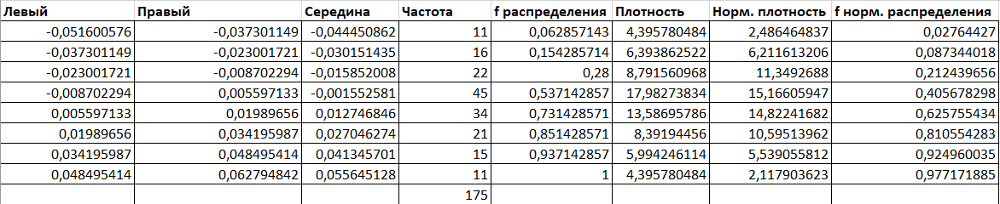 Левый Правый Середина Частота f распределения Плотность Норм. плотность f норм. распределения
-0,051600576 -0,037301149 -0,044450862 11 0,062857143 4,395780484 2,486464837 0,02764427
-0,037301149 -0,023001721 -0,030151435 16 0,154285714 6,393862522 6,211613206 0,087344018
-0,023001721 -0,008702294 -0,015852008 22 0,28 8,791560968 11,3492688 0,212439656
-0,008702294 0,005597133 -0,001552581 45 0,537142857 17,98273834 15,16605947 0,405678298
0,005597133 0,01989656 0,012746846 34 0,731428571 13,58695786 14,82241682 0,625755434
0,01989656 0,034195987 0,027046274 21 0,851428571 8,39194456 10,59513962 0,810554283
0,034195987 0,048495414 0,041345701 15 0,937142857 5,994246114 5,539055812 0,924960035
0,048495414 0,062794842 0,055645128 11 1 4,395780484 2,117903623 0,977171885
175